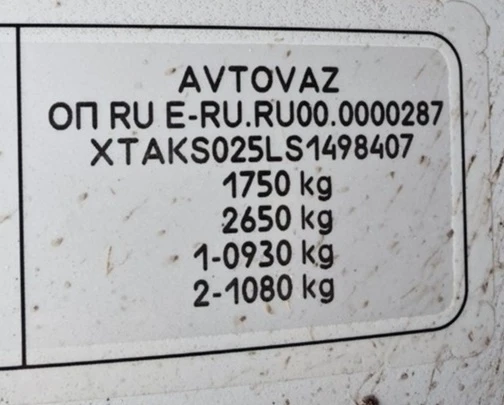 AVTOVAZ
ОП RU E-RU.RU00.0000287
XTAKS025LS1498407
1750 kg
2650 kg
1-0930 kg
2-1080 kg